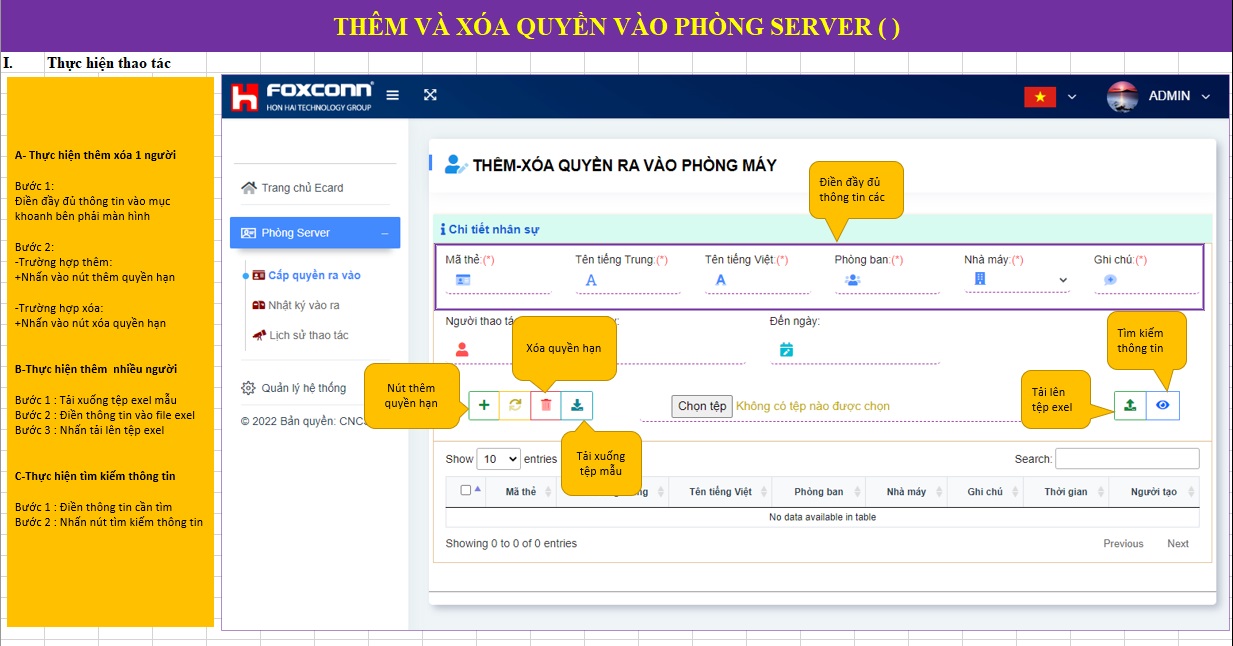 THÊM VÀ XÓA QUYỀN VÀO PHÒNG SERVER ( )
I. Thực hiện thao tác
A- Thực hiện thêm xóa 1 người
Bước 1:
Điền đầy đủ thông tin vào mục
khoanh bên phải màn hình
Bước 2:
-Trường hợp thêm:
+Nhấn vào nút thêm quyền hạn
-Trường hợp xóa:
+Nhấn vào nút xóa quyền hạn
B-Thực hiện thêm nhiều người
Bước 1 : Tải xuống tệp exel mẫu
Bước 2 : Điền thông tin vào file exel
Bước 3 : Nhấn tải lên tệp exel
C-Thực hiện tìm kiếm thông tin
Bước 1 : Điền thông tin cần tìm
Bước 2 : Nhấn nút tìm kiếm thông tin
FOXCONN®
HON HAI TECHNOLOGY GROUP
ADMIN
Trang chủ Ecard
Phòng Server
Cấp quyền ra vào
Nhật ký vào ra
Lịch sử thao tác
Quản lý hệ thống
© 2022 Bản quyền:
THÊM-XÓA QUYỀN RA VÀO PHÒNG MÁY
Điền đầy đủ
thông tin các
Chi tiết nhân sự
Mã thẻ:(*) Tên tiếng Trung:(*) Tên tiếng Việt:(*) Phòng ban:(*) Nhà máy:(*) Ghi chú:(*)
Người thao Đến ngày:
Xóa quyền hạn
Tìm kiếm
thông tin
Nút thêm
quyền hạn
Tải lên
tệp exel
Chọn tệp Không có tệp nào được chọn
Tải xuống
tệp mẫu
Show 10 entries Search:
Mã thẻ Tên tiếng Việt Phòng ban Nhà máy Ghi chú Thời gian Người tạo
No data available in table
Showing 0 to 0 of 0 entries Previous Next